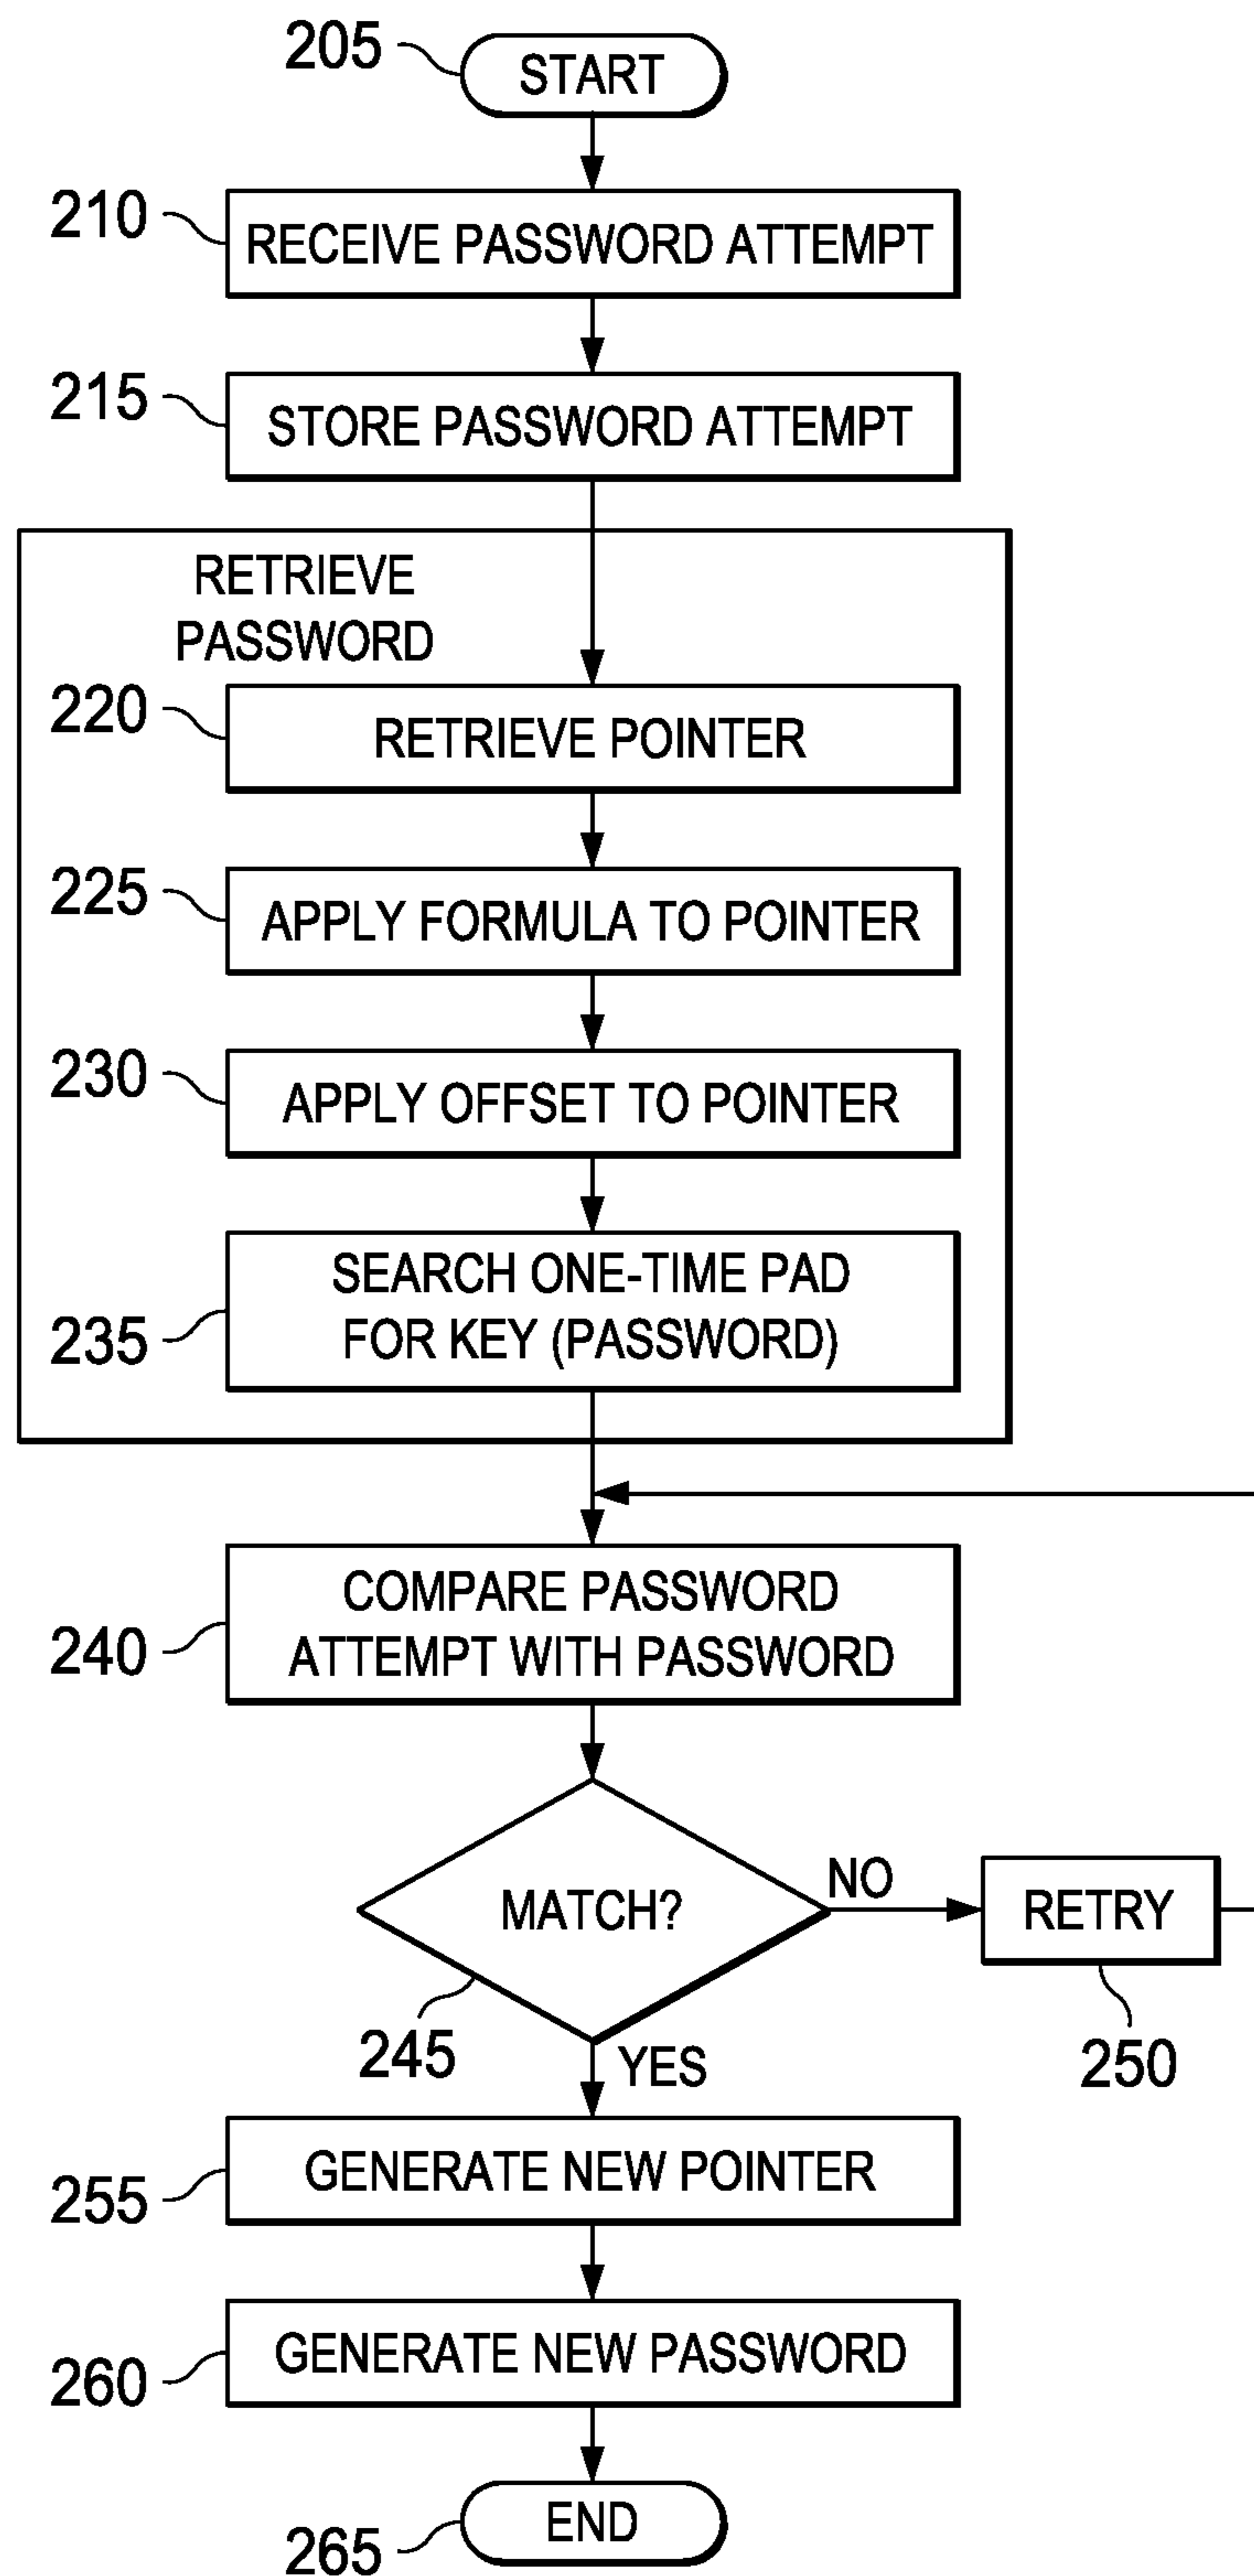 205
START
210
RECEIVE PASSWORD ATTEMPT
215
STORE PASSWORD ATTEMPT
RETRIEVE
PASSWORD
220
RETRIEVE POINTER
225
APPLY FORMULA TO POINTER
230
APPLY OFFSET TO POINTER
235
SEARCH ONE-TIME PAD
FOR KEY (PASSWORD)
240
COMPARE PASSWORD
ATTEMPT WITH PASSWORD
MATCH?
NO
RETRY
245
YES
250
255
GENERATE NEW POINTER
260
GENERATE NEW PASSWORD
265
END